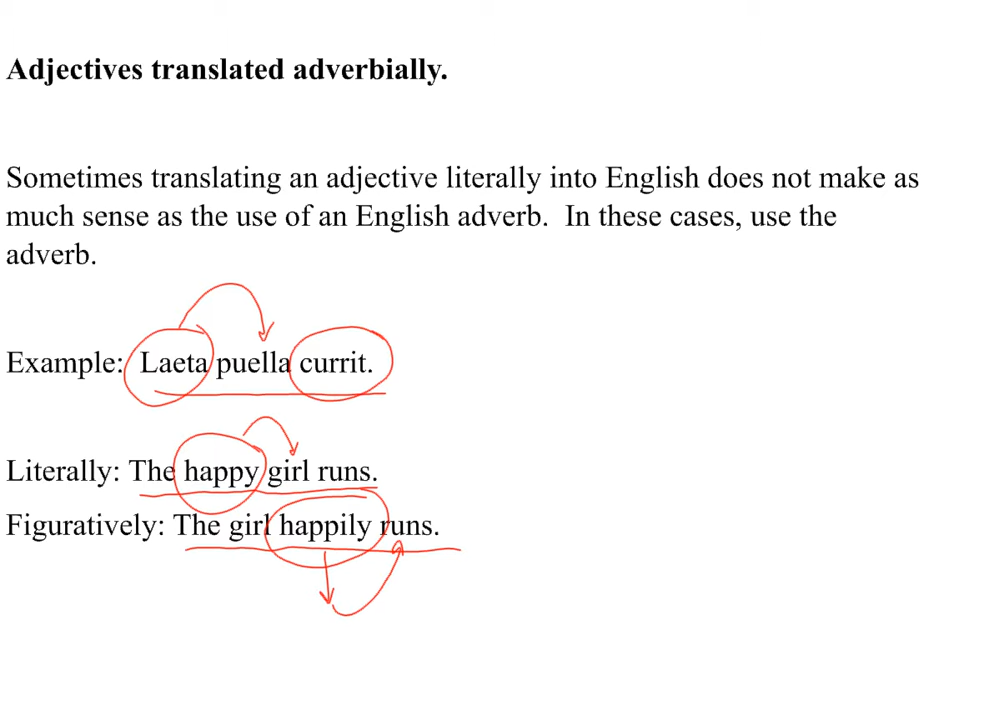 Adjectives translated adverbially.
Sometimes translating an adjective literally into English does not make as
much sense as the use of an English adverb.  In these cases, use the
adverb.
Example: Laeta puella currit.
Literally: The happy girl runs.
Figuratively: The girl happily runs.